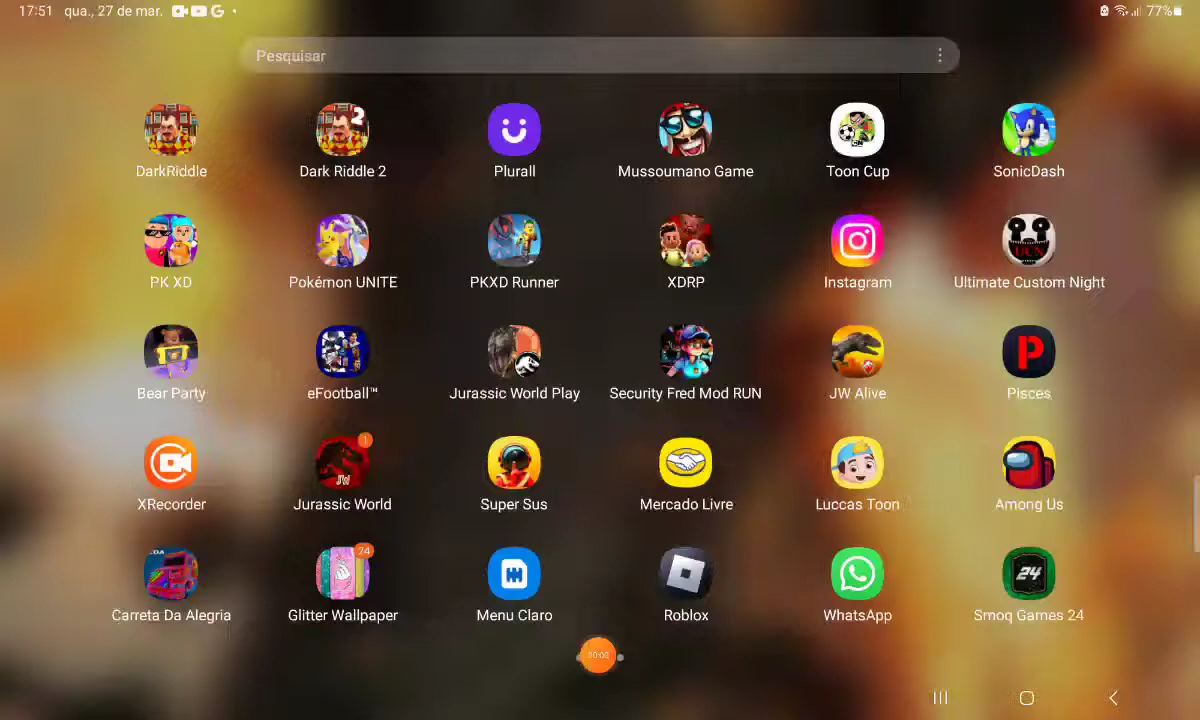 17:51 qua., 27 de mar. 77%
Pesquisar
DarkRiddle Dark Riddle 2 Plurall Mussoumano Game Toon Cup SonicDash
PK XD Pokémon UNITE PKXD Runner XDRP Instagram Ultimate Custom Night
Bear Party eFootball™ Jurassic World Play Security Fred Mod RUN JW Alive Pisces
1
XRecorder Jurassic World Super Sus Mercado Livre Luccas Toon Among Us
24
Carreta Da Alegria Glitter Wallpaper Menu Claro Roblox WhatsApp Smoq Games 24